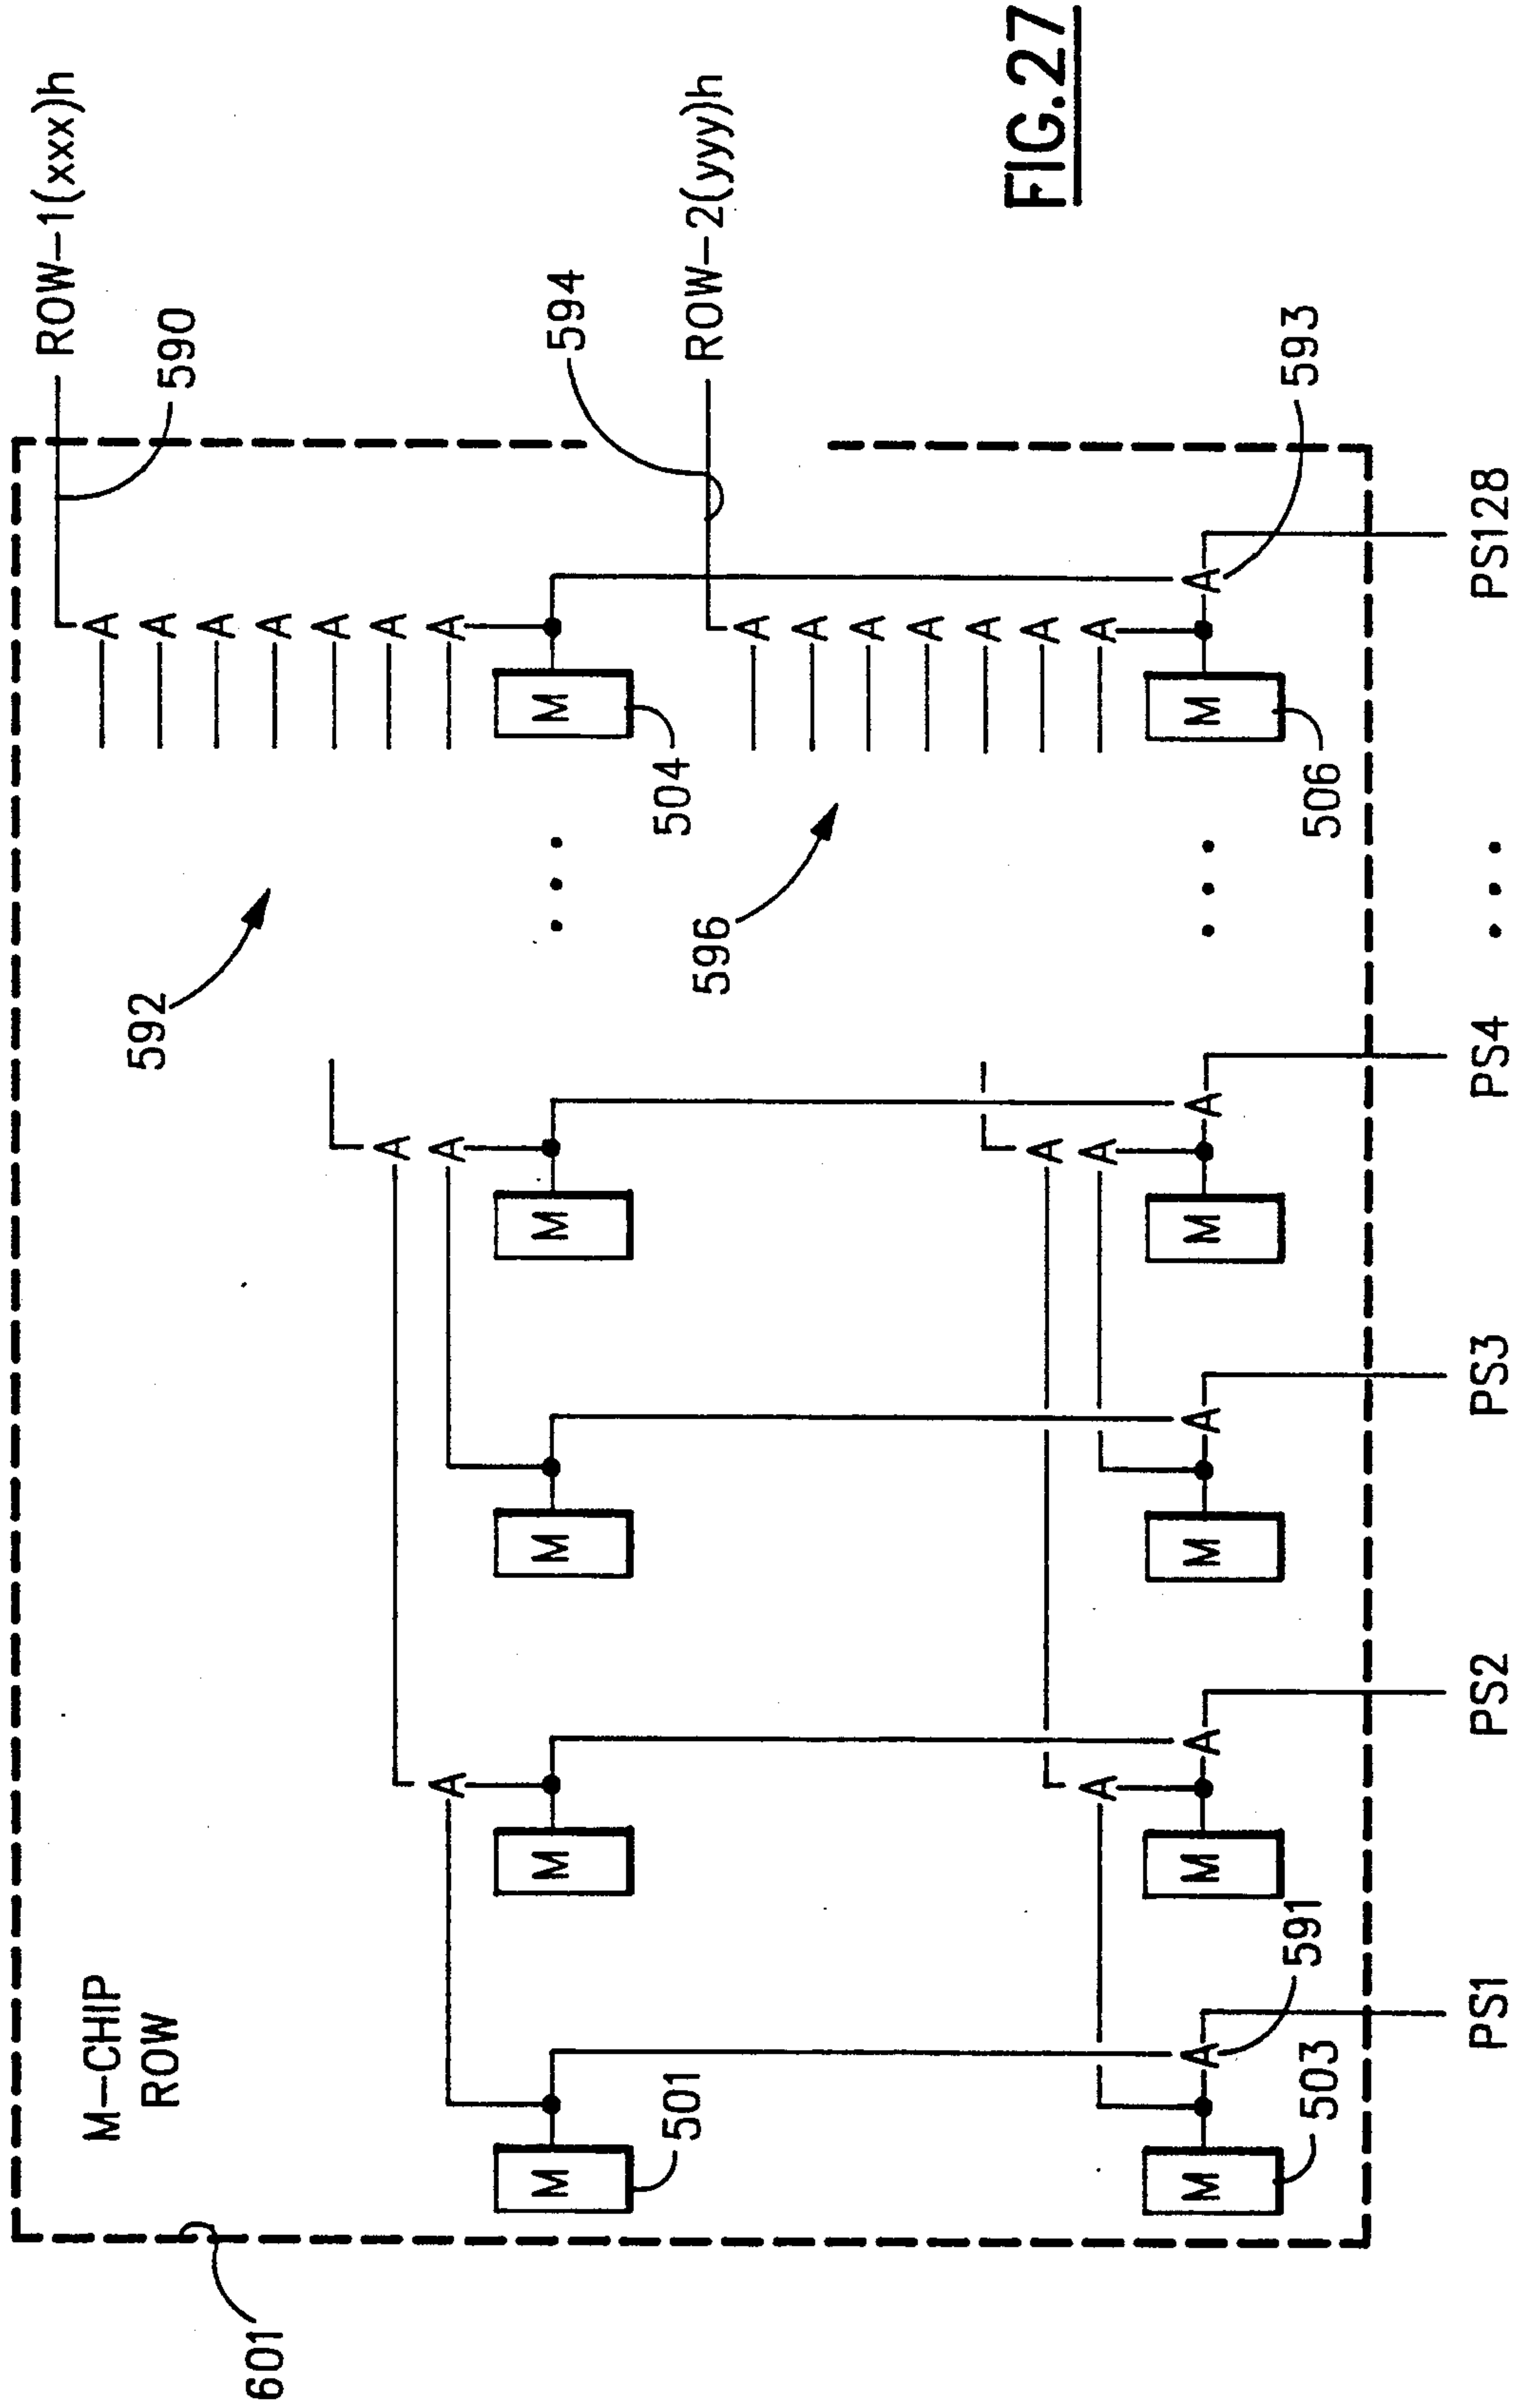 601
M-CHIP
ROW
592
590
ROW-1(xxx)h
A A A A A A A
A A A
501
M M M M M
504
594
596
ROW-2(yyy)h
A A A A A A A
A A A
503
M M M M M
506
A A A A A
591
593
PS1 PS2 PS3 PS4 ... PS128
FIG.27